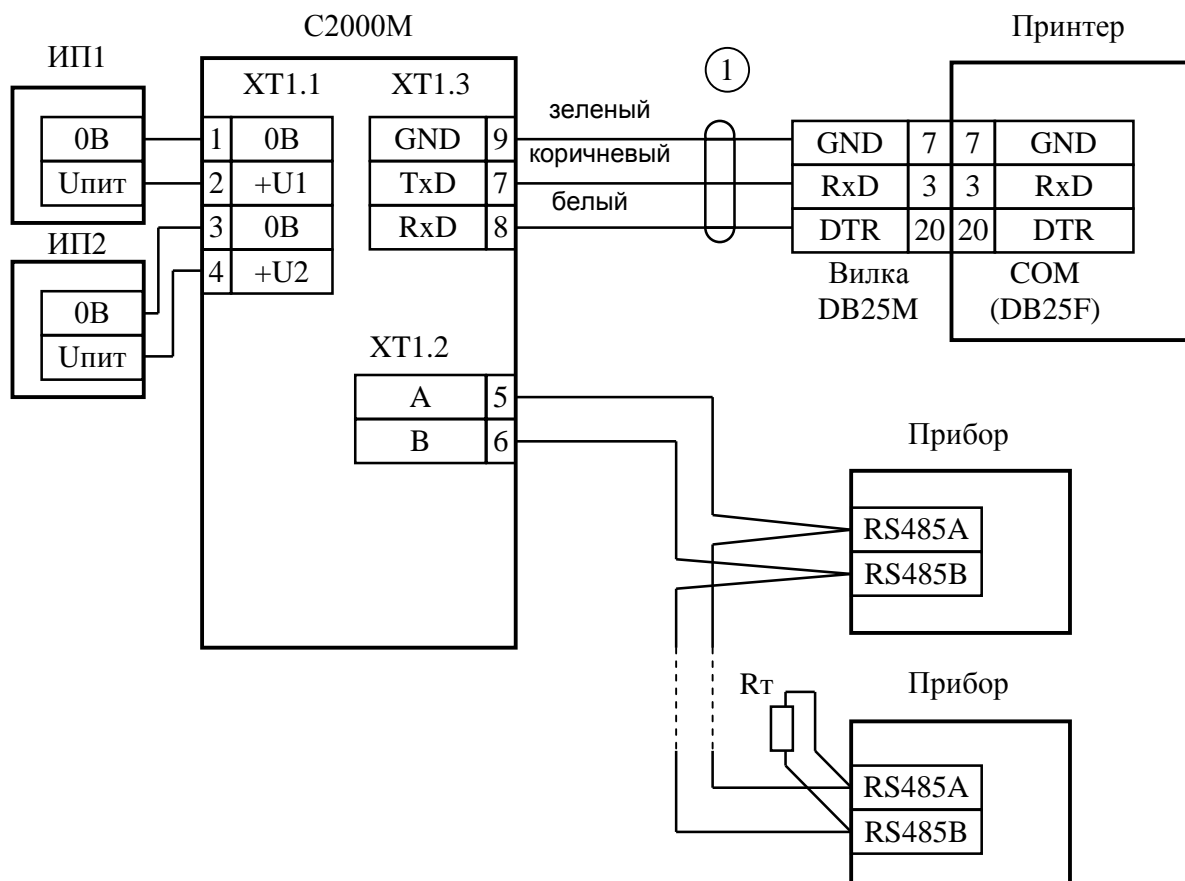 С2000М
Принтер
ИП1
ХТ1.1
ХТ1.3
1
зеленый
0В
1
0В
GND
9
GND
7
7
GND
коричневый
Uпит
2
+U1
TxD
7
RxD
3
3
RxD
белый
3
0В
RxD
8
DTR
20
20
DTR
ИП2
4
+U2
Вилка
DB25M
COM
(DB25F)
0В
Uпит
ХТ1.2
A
5
B
6
Прибор
RS485A
RS485B
Rт
Прибор
RS485A
RS485B